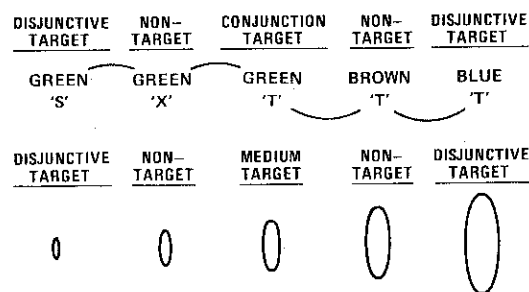 DISJUNCTIVE NON- CONJUNCTION NON- DISJUNCTIVE
TARGET TARGET TARGET TARGET TARGET
GREEN GREEN GREEN BROWN BLUE
'S' 'X' 'T' 'T' 'T'
DISJUNCTIVE NON- MEDIUM NON- DISJUNCTIVE
TARGET TARGET TARGET TARGET TARGET